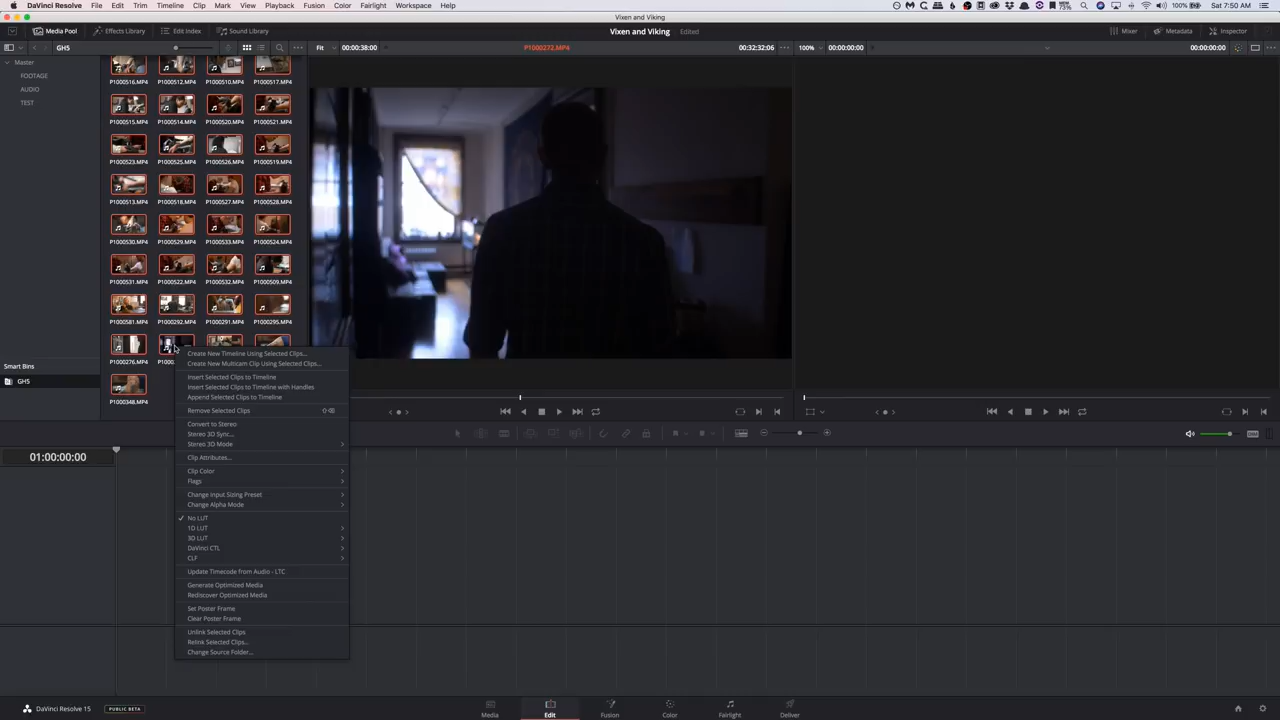 DaVinci Resolve File Edit Trim Timeline Clip Mark View Playback Fusion Color Fairlight Workspace Help
100% Sat 7:50 AM
Vixen and Viking
Media Pool Effects Library Edit Index Sound Library
Vixen and Viking Edited
Mixer Metadata Inspector
GH5
Fit 00:00:38:00 P1000272.MP4 00:32:32:06
100% 00:00:00:00 00:00:00:00
Master
FOOTAGE
AUDIO
TEST
P1000516.MP4 P1000512.MP4 P1000510.MP4 P1000517.MP4
P1000515.MP4 P1000514.MP4 P1000520.MP4 P1000521.MP4
P1000523.MP4 P1000525.MP4 P1000526.MP4 P1000519.MP4
P1000513.MP4 P1000518.MP4 P1000527.MP4 P1000528.MP4
P1000530.MP4 P1000529.MP4 P1000533.MP4 P1000524.MP4
P1000531.MP4 P1000522.MP4 P1000532.MP4 P1000509.MP4
P1000581.MP4 P1000292.MP4 P1000291.MP4 P1000295.MP4
P1000276.MP4 P1000
P1000348.MP4
Smart Bins
GH5
Create New Timeline Using Selected Clips...
Create New Multicam Clip Using Selected Clips...
Insert Selected Clips to Timeline
Insert Selected Clips to Timeline with Handles
Append Selected Clips to Timeline
Remove Selected Clips
Convert to Stereo
Stereo 3D Sync...
Stereo 3D Mode
Clip Attributes...
Clip Color
Flags
Change Input Sizing Preset
Change Alpha Mode
No LUT
1D LUT
3D LUT
DaVinci CTL
CLF
Update Timecode from Audio - LTC
Generate Optimized Media
Rediscover Optimized Media
Set Poster Frame
Clear Poster Frame
Unlink Selected Clips
Relink Selected Clips...
Change Source Folder...
01:00:00:00
DIM
DaVinci Resolve 15 PUBLIC BETA
Media Edit Fusion Color Fairlight Deliver